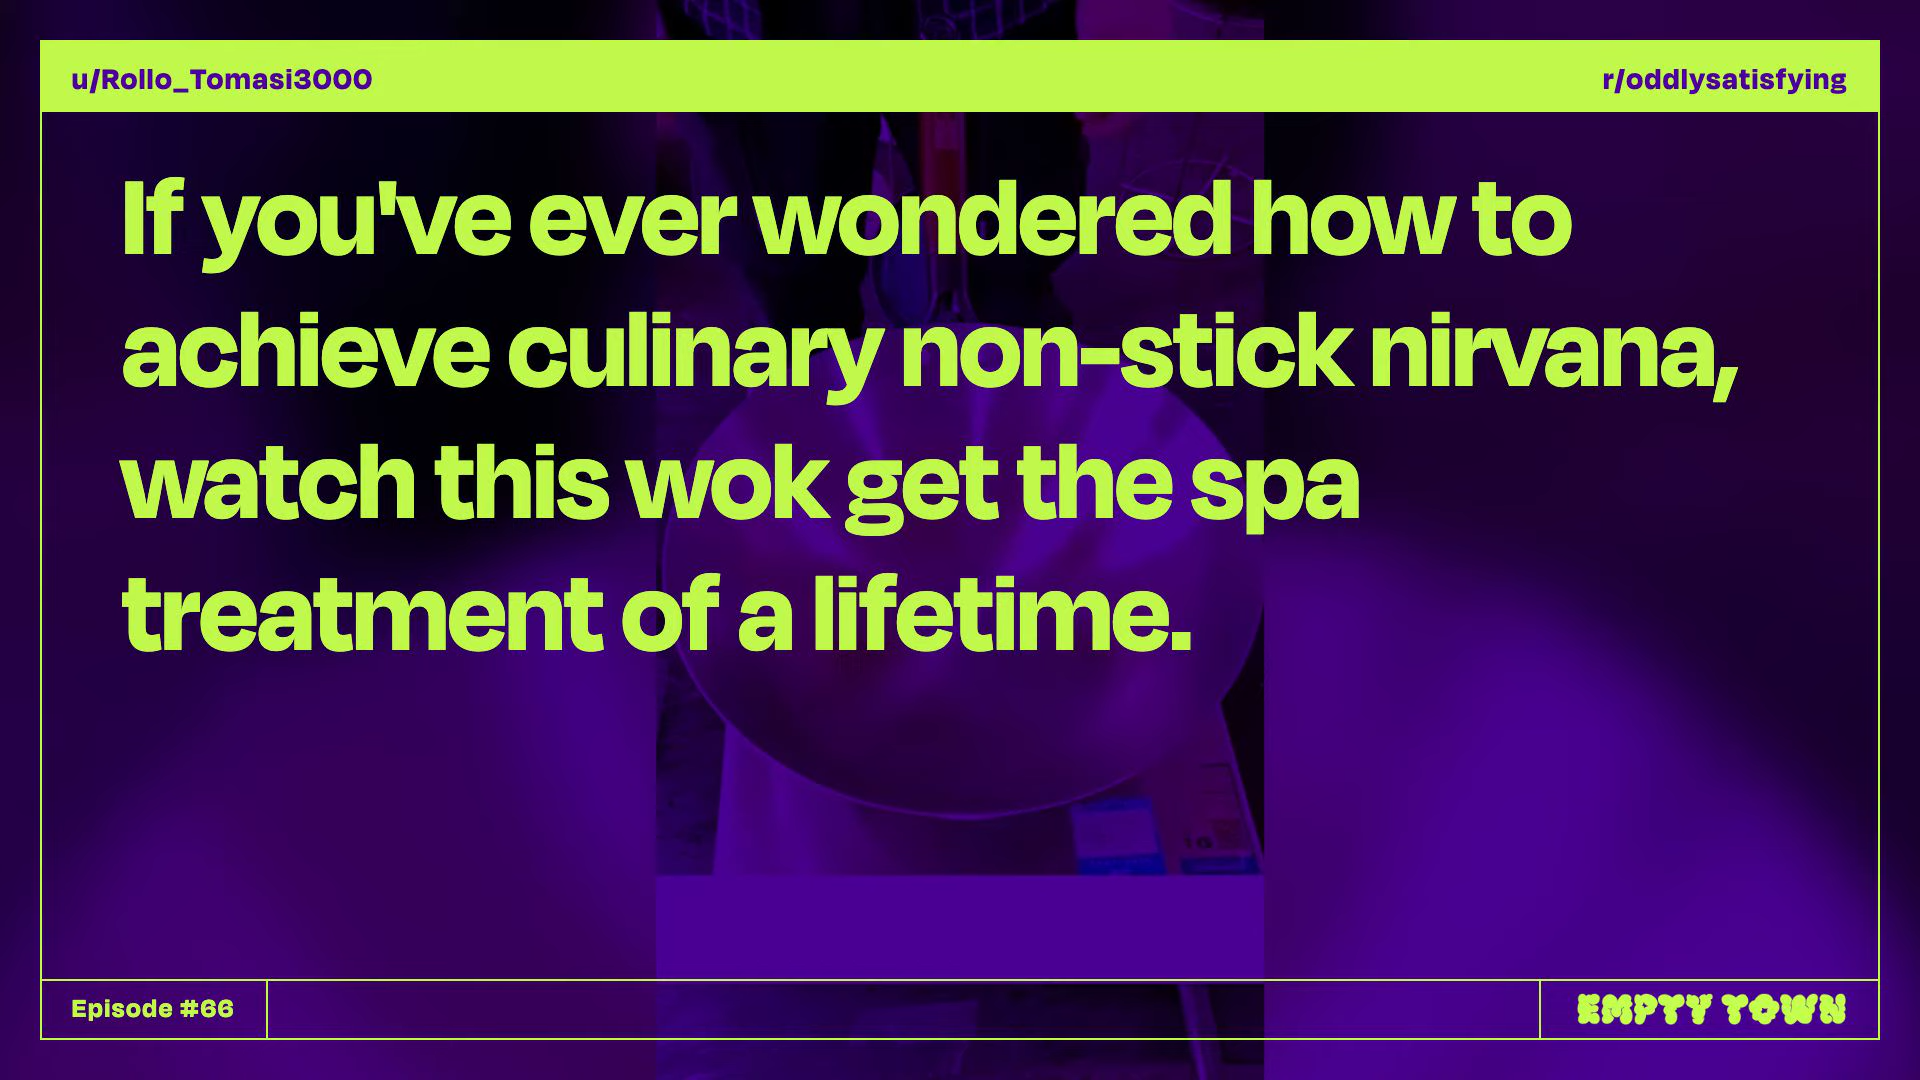 u/Rollo_Tomasi3000
r/oddlysatisfying
If you've ever wondered how to
achieve culinary non-stick nirvana,
watch this wok get the spa
treatment of a lifetime.
Episode #66
EMPTY TOWN